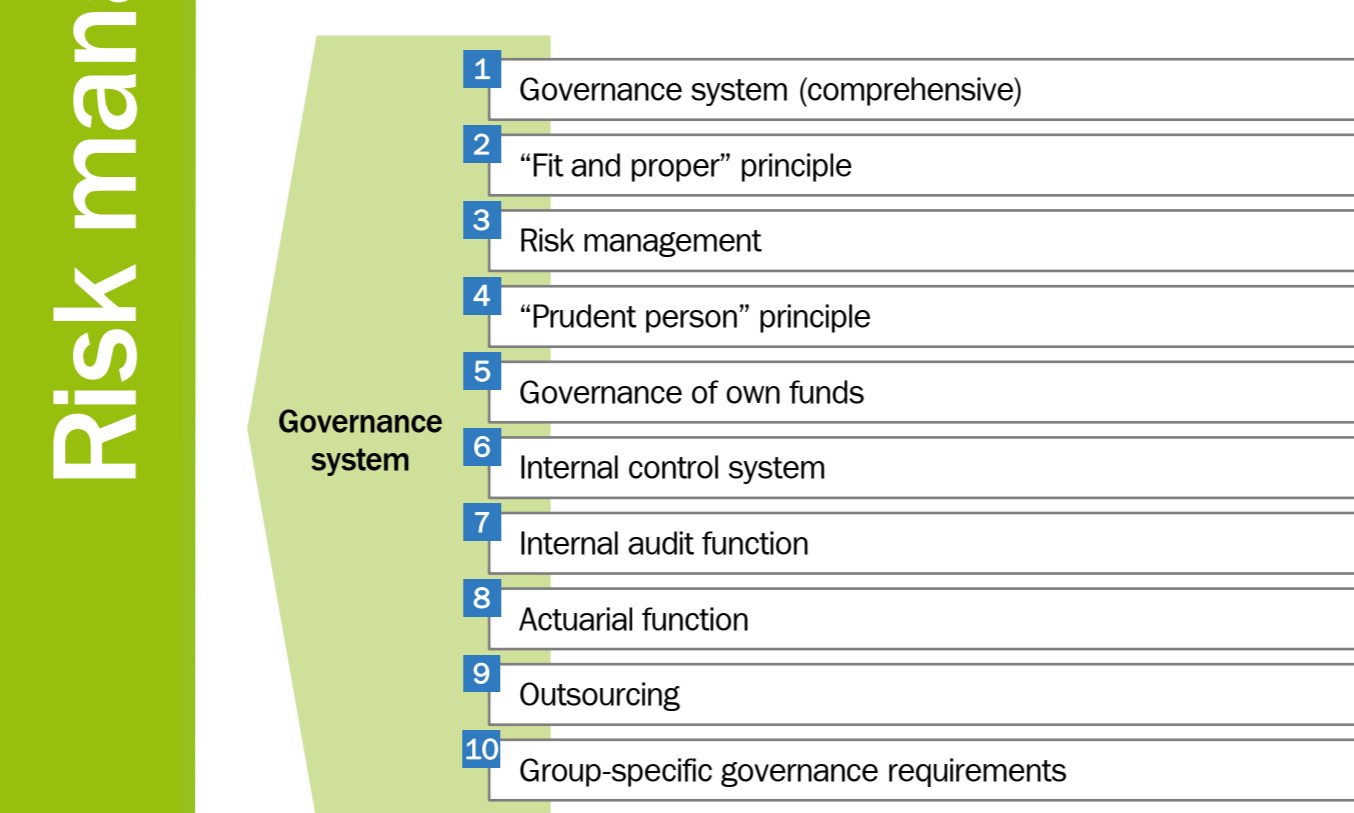 Risk mana
Governance
system
1
Governance system (comprehensive)
2
“Fit and proper” principle
3
Risk management
4
“Prudent person” principle
5
Governance of own funds
6
Internal control system
7
Internal audit function
8
Actuarial function
9
Outsourcing
10
Group-specific governance requirements